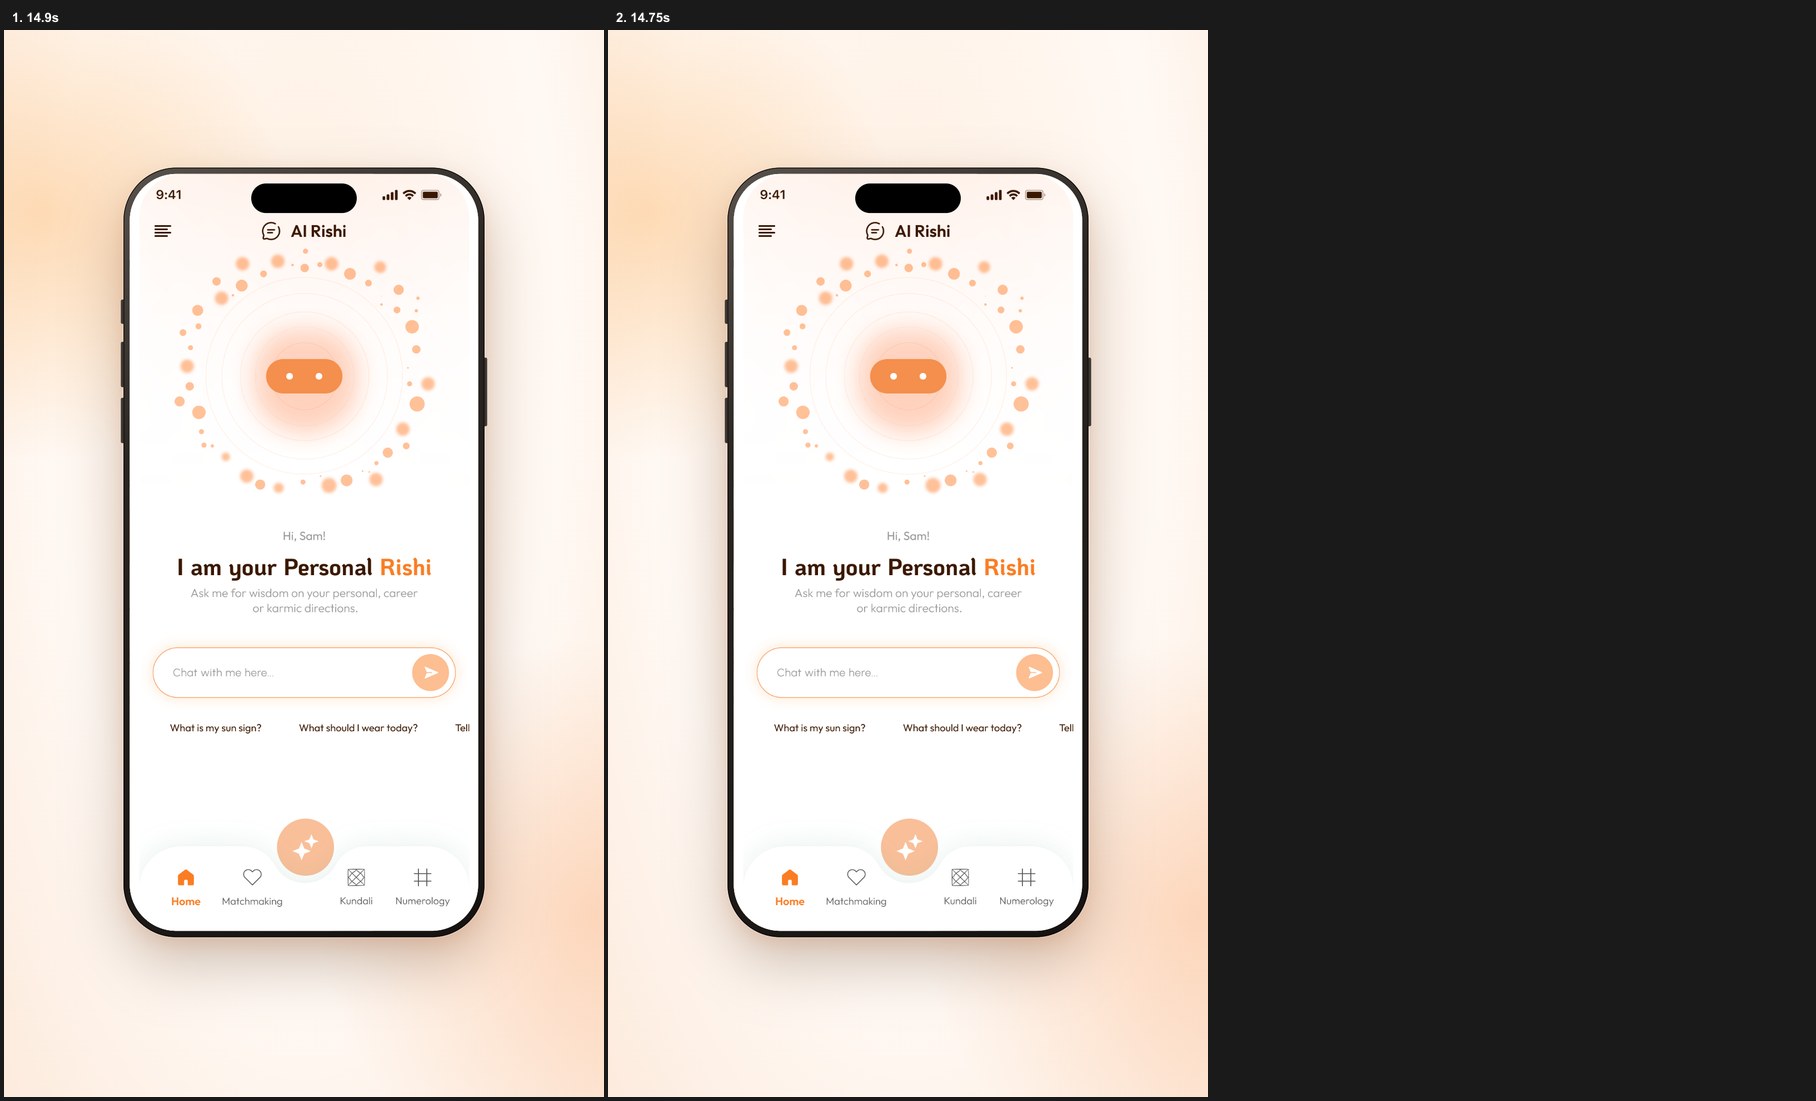 1. 14.9s
9:41
AI Rishi
Hi, Sam!
I am your Personal Rishi
Ask me for wisdom on your personal, career
or karmic directions.
Chat with me here...
What is my sun sign? What should I wear today? Tell
Home Matchmaking Kundali Numerology
2. 14.75s
9:41
AI Rishi
Hi, Sam!
I am your Personal Rishi
Ask me for wisdom on your personal, career
or karmic directions.
Chat with me here...
What is my sun sign? What should I wear today? Tell
Home Matchmaking Kundali Numerology